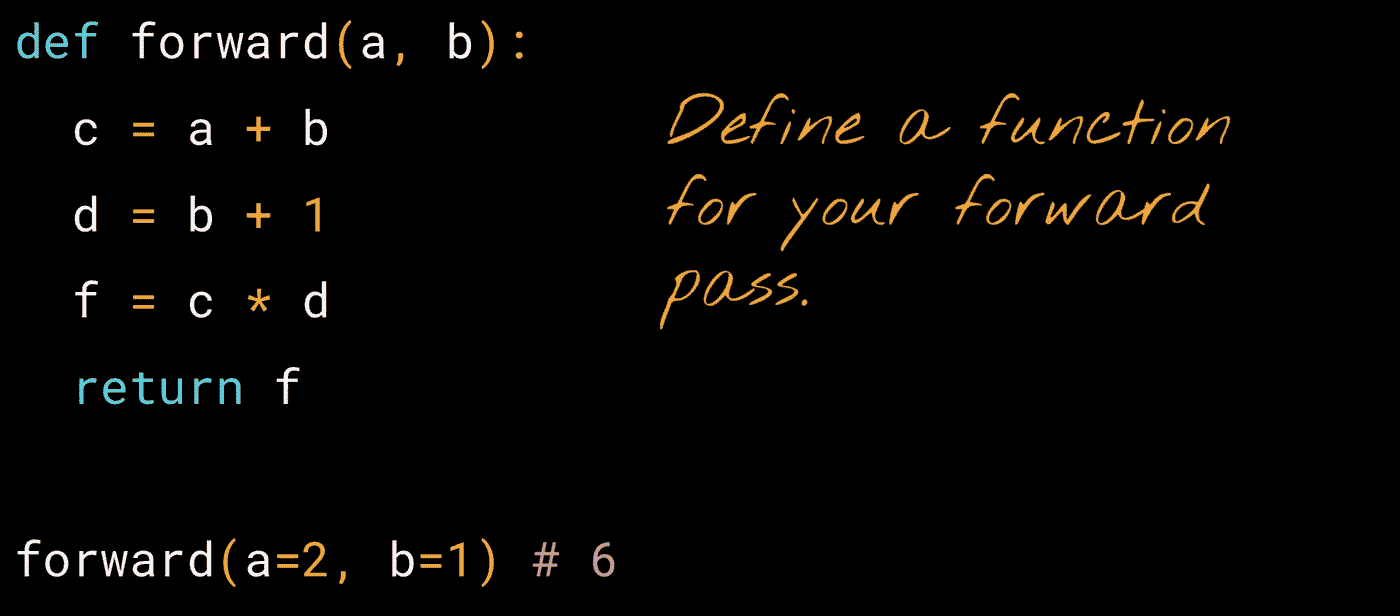 def forward(a, b):
c = a + b
d = b + 1
f = c * d
return f
forward(a=2, b=1) # 6
Define a function
for your forward
pass.